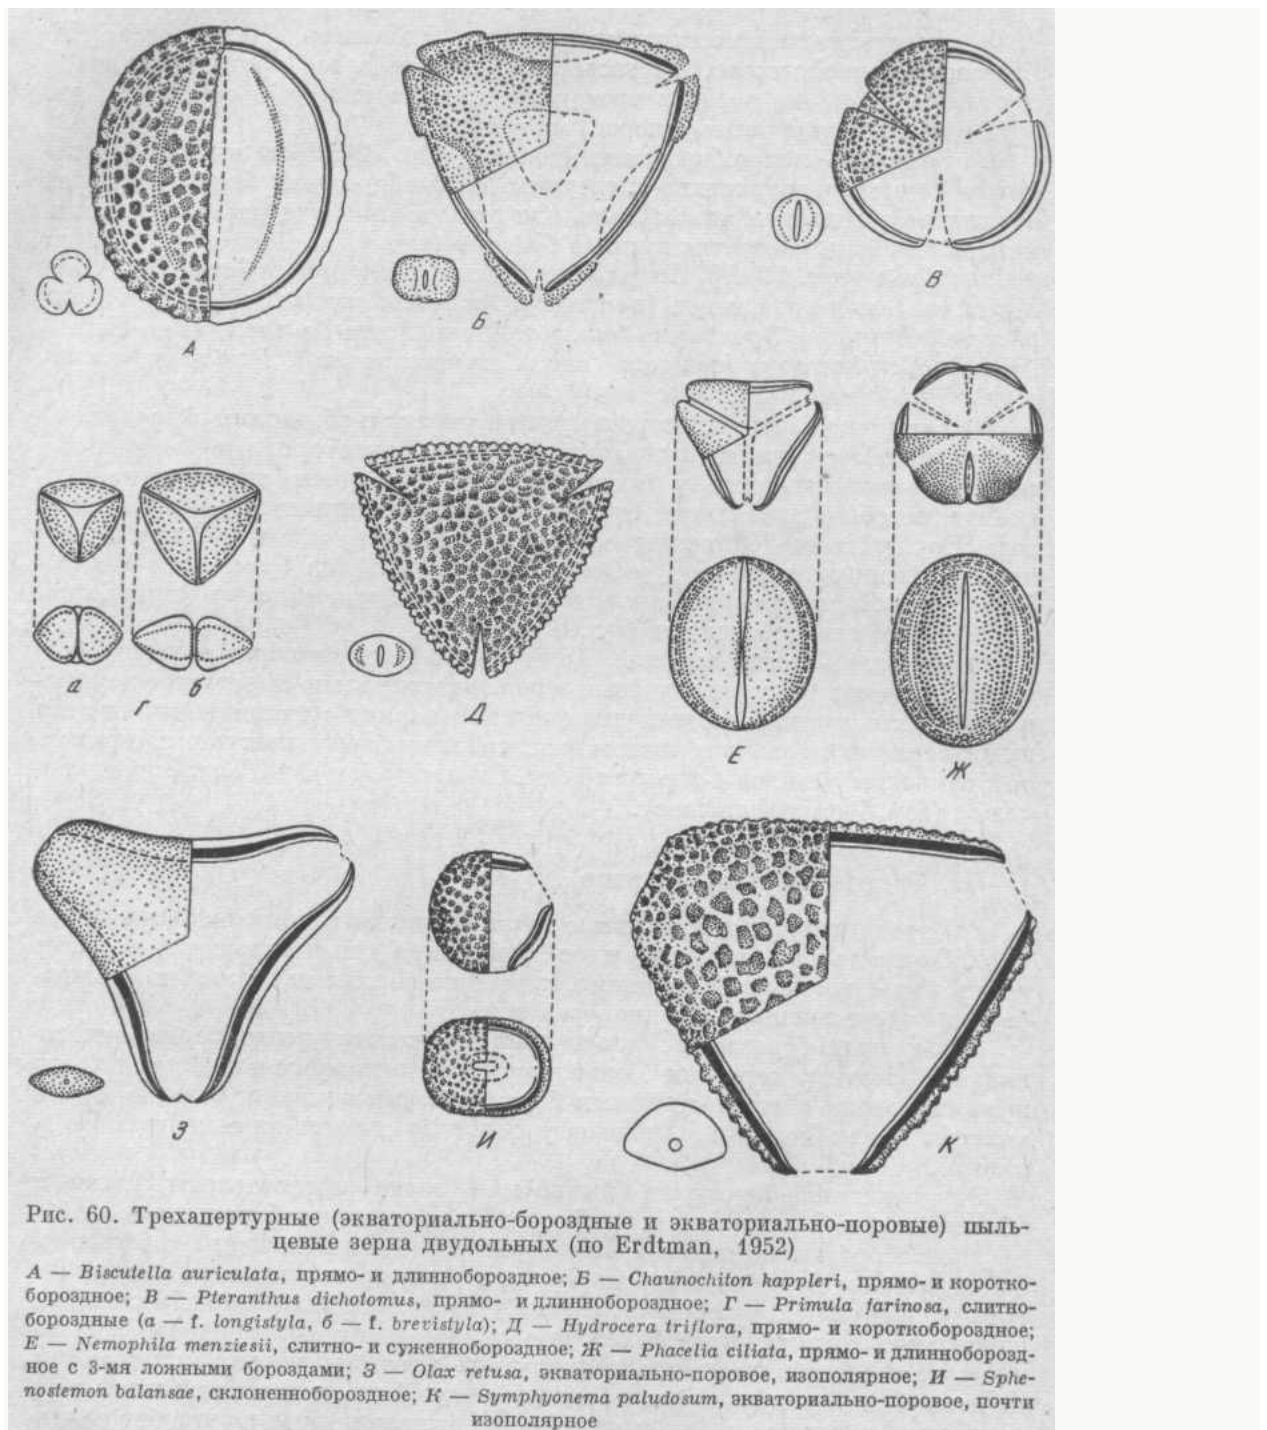 А
Б
В
а
б
Г
Д
Е
Ж
З
И
К
Рис. 60. Трехапертурные (экваториально-бороздные и экваториально-поровые) пыль-
цевые зерна двудольных (по Erdtman, 1952)
А — Biscutella auriculata, прямо- и длиннобороздное; Б — Chaunochiton kappleri, прямо- и коротко-
бороздное; В — Pteranthus dichotomus, прямо- и длиннобороздное; Г — Primula farinosa, слитно-
бороздные (а — f. longistyla, б — f. brevistyla); Д — Hydrocera triflora, прямо- и короткобороздное;
Е — Nemophila menziesii, слитно- и суженнобороздное; Ж — Phacelia ciliata, прямо- и длиннобороозд-
ное с 3-мя ложными бороздами; З — Olax retusa, экваториально-поровое, изополярное; И — Sphe-
nostemon balansae, склоненнобороздное; К — Symphyonema paludosum, экваториально-поровое, почти
изополярное